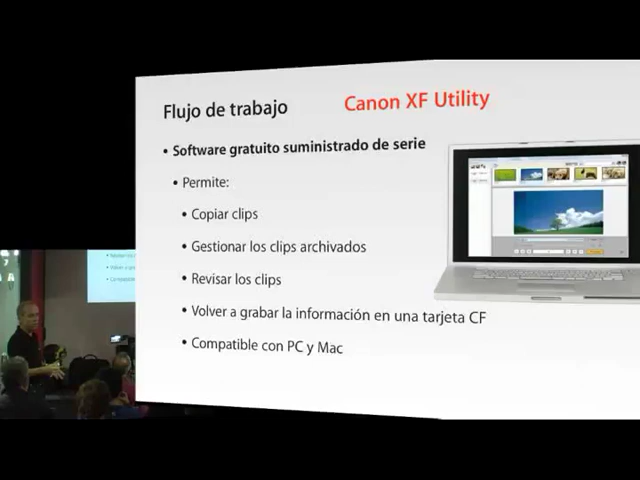 Flujo de trabajo
Canon XF Utility
• Software gratuito suministrado de serie
• Permite:
• Copiar clips
• Gestionar los clips archivados
• Revisar los clips
• Volver a grabar la información en una tarjeta CF
• Compatible con PC y Mac